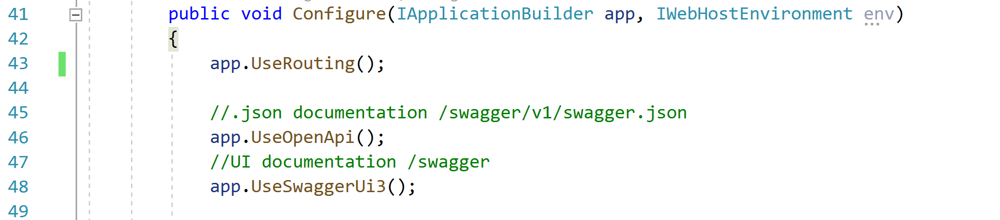 41 public void Configure(IApplicationBuilder app, IWebHostEnvironment env)
42 {
43 app.UseRouting();
44
45 //.json documentation /swagger/v1/swagger.json
46 app.UseOpenApi();
47 //UI documentation /swagger
48 app.UseSwaggerUi3();
49